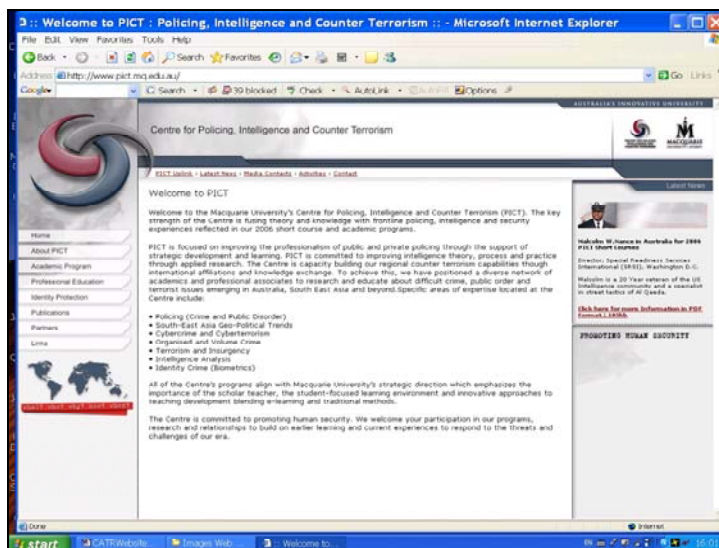 :: Welcome to PICT : Policing, Intelligence and Counter Terrorism :: - Microsoft Internet Explorer
File Edit View Favorites Tools Help
Back Search Favorites
Address http://www.pict.mq.edu.au/ Go Links
Google Search 39 blocked Check AutoLink AutoFill Options
AUSTRALIA'S INNOVATIVE UNIVERSITY
Centre for Policing, Intelligence and Counter Terrorism
MACQUARIE
PICT Uplink Latest News Media Contacts Activities Contact
Latest News
Home
About PICT
Academic Program
Professional Education
Identity Protection
Publications
Partners
Links
Welcome to PICT
Welcome to the Macquarie University's Centre for Policing, Intelligence and Counter Terrorism (PICT). The key
strength of the Centre is fusing theory and knowledge with frontline policing, intelligence and security
experiences reflected in our 2006 short course and academic programs.
PICT is focused on improving the professionalism of public and private policing through the support of
strategic development and learning. PICT is committed to improving intelligence theory, process and practice
through applied research. The Centre is capacity building our regional counter terrorism capabilities though
international affiliations and knowledge exchange. To achieve this, we have positioned a diverse network of
academics and professional associates to research and educate about difficult crime, public order and
terrorist issues emerging in Australia, South East Asia and beyond.Specific areas of expertise located at the
Centre include:
• Policing (Crime and Public Disorder)
• South-East Asia Geo-Political Trends
• Cybercrime and Cyberterrorism
• Organised and Volume Crime
• Terrorism and Insurgency
• Intelligence Analysis
• Identity Crime (Biometrics)
All of the Centre's programs align with Macquarie University's strategic direction which emphasizes the
importance of the scholar teacher, the student-focused learning environment and innovative approaches to
teaching development blending e-learning and traditional methods.
The Centre is committed to promoting human security. We welcome your participation in our programs,
research and relationships to build on earlier learning and current experiences to respond to the threats and
challenges of our era.
Malcolm W.Nance in Australia for 2006
PICT Short Courses
Director, Special Readiness Services
International (SRSI), Washington D.C.
Malcolm is a 20 Year veteran of the US
Intelligence community and a specialist
in street tactics of Al Qaeda.
Click here for more Information in PDF
PROMOTING HUMAN SECURITY
Done Internet
start CATRWebsite... Images Web ... :: Welcome to... EN 16:01